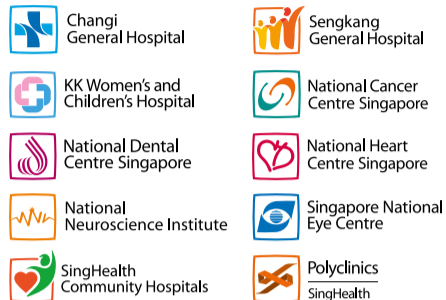 Changi
General Hospital
Sengkang
General Hospital
KK Women's and
Children's Hospital
National Cancer
Centre Singapore
National Dental
Centre Singapore
National Heart
Centre Singapore
National
Neuroscience Institute
Singapore National
Eye Centre
SingHealth
Community Hospitals
Polyclinics
SingHealth